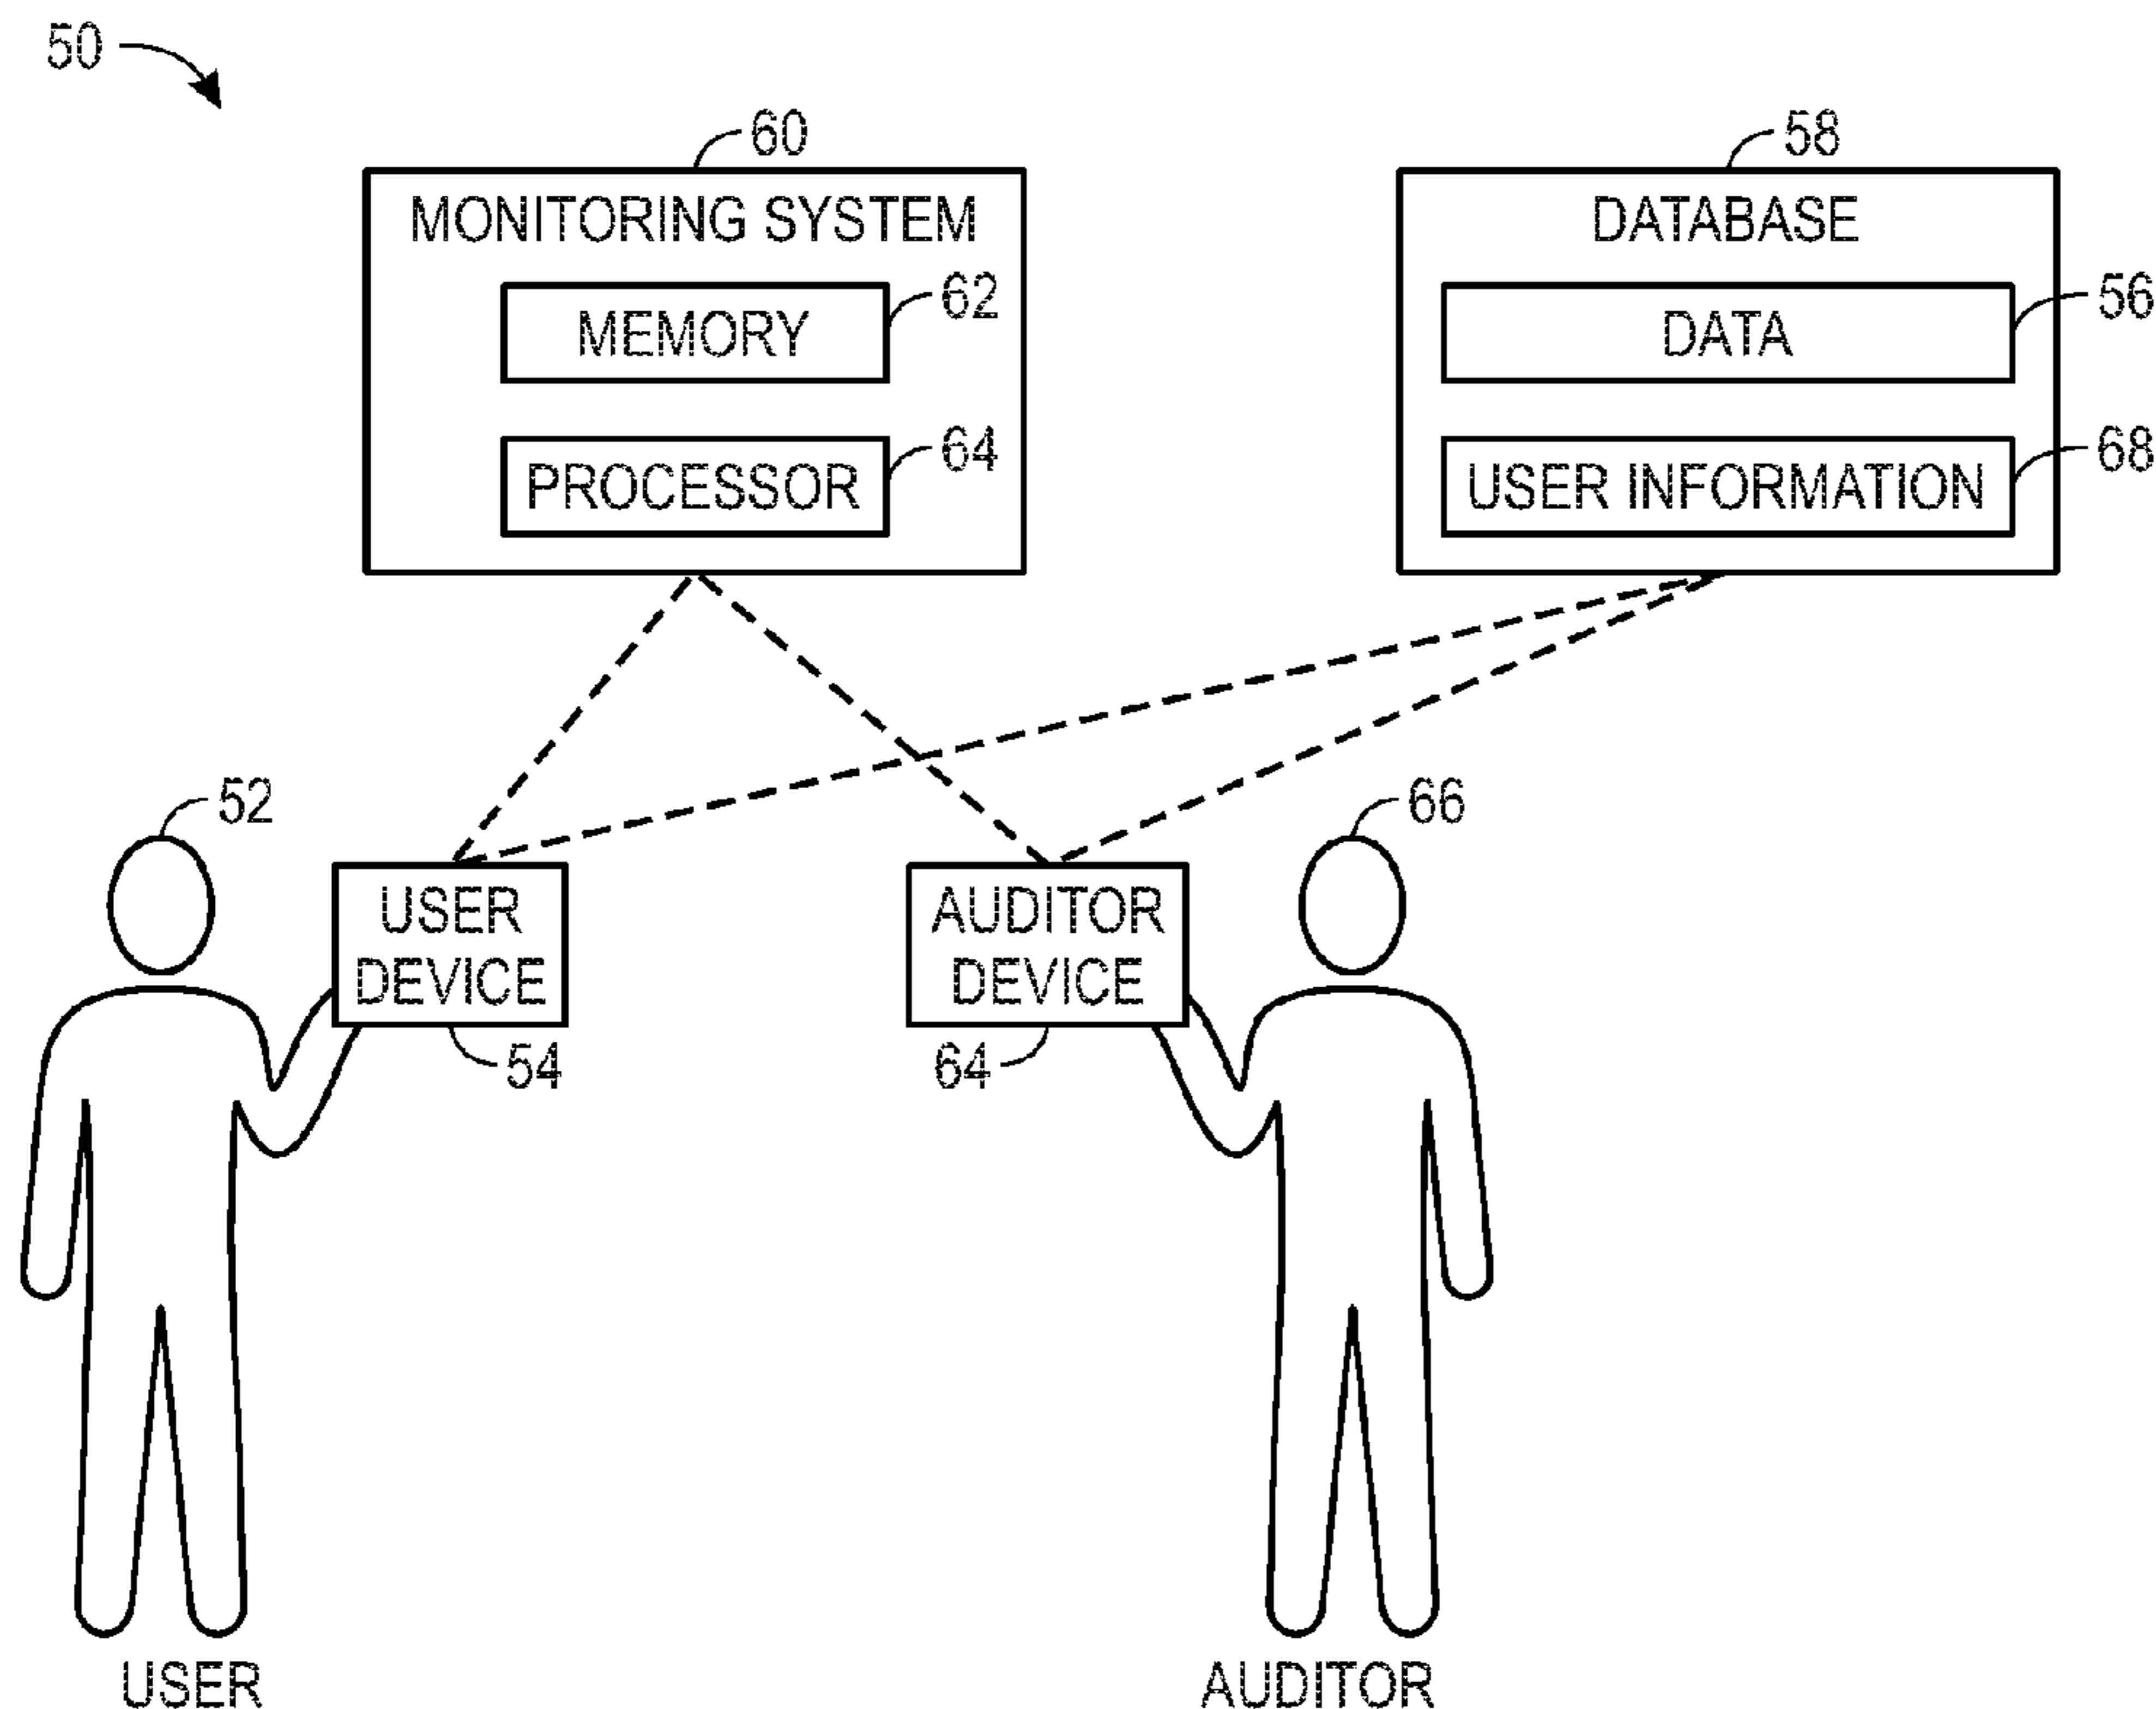 50
60
MONITORING SYSTEM
62
MEMORY
64
PROCESSOR
58
DATABASE
56
DATA
68
USER INFORMATION
52
USER
DEVICE
54
66
AUDITOR
DEVICE
64
USER
AUDITOR